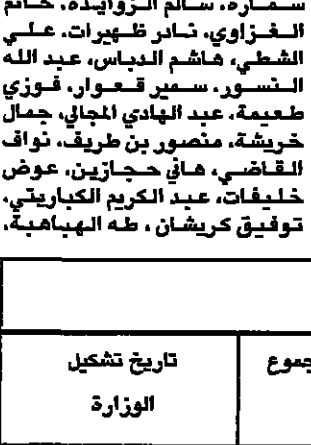 سمارة، سالم الزوايدة، حاتم
الغزاوي، نادر ظهيرات، علي
الشطي، هاشم الدباس، عبد الله
النسور، سمير قعوار، فوزي
طعيمة، عبد الهادي المجالي، جمال
خريشة، منصور بن طريف، نواف
القاضي، هاني حجازين، عوض
خليفات، عبد الكريم الكباريتي،
توفيق كريشان، طه الهباهبة،
تاريخ تشكيل
الوزارة